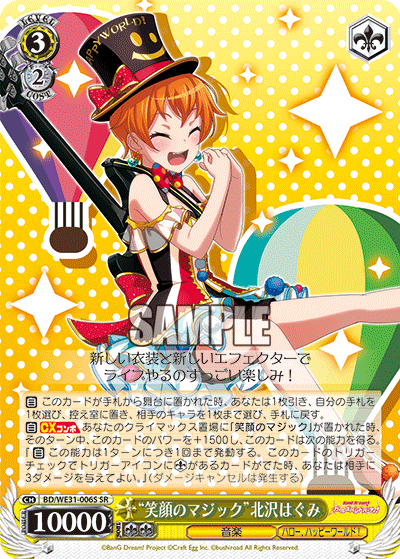 LEVEL
3
2
COST
HAPPY WORLD!
SAMPLE
新しい衣装と新しいエフェクターで
ライブやるのすっごい楽しみ!
自 このカードが手札から舞台に置かれた時、あなたは1枚引き、自分の手札を
1枚選び、控え室に置き、相手のキャラを1枚まで選び、手札に戻す。
自 CXコンボ あなたのクライマックス置場に「笑顔のマジック」が置かれた時、
そのターン中、このカードのパワーを+1500し、このカードは次の能力を得
る。『自 この能力は1ターンにつき1回まで発動する。このカードのトリガー
チェックでトリガーアイコンに があるカードがでた時、あなたは相手に
3ダメージを与えてよい。』(ダメージキャンセルは発生する)
CH BD/WE31-006S SR
“笑顔のマジック”北沢はぐみ
10000
音楽
ハロー、ハッピーワールド!
©BanG Dream! Project ©Craft Egg Inc. ©bushiroad All Rights Reserved.